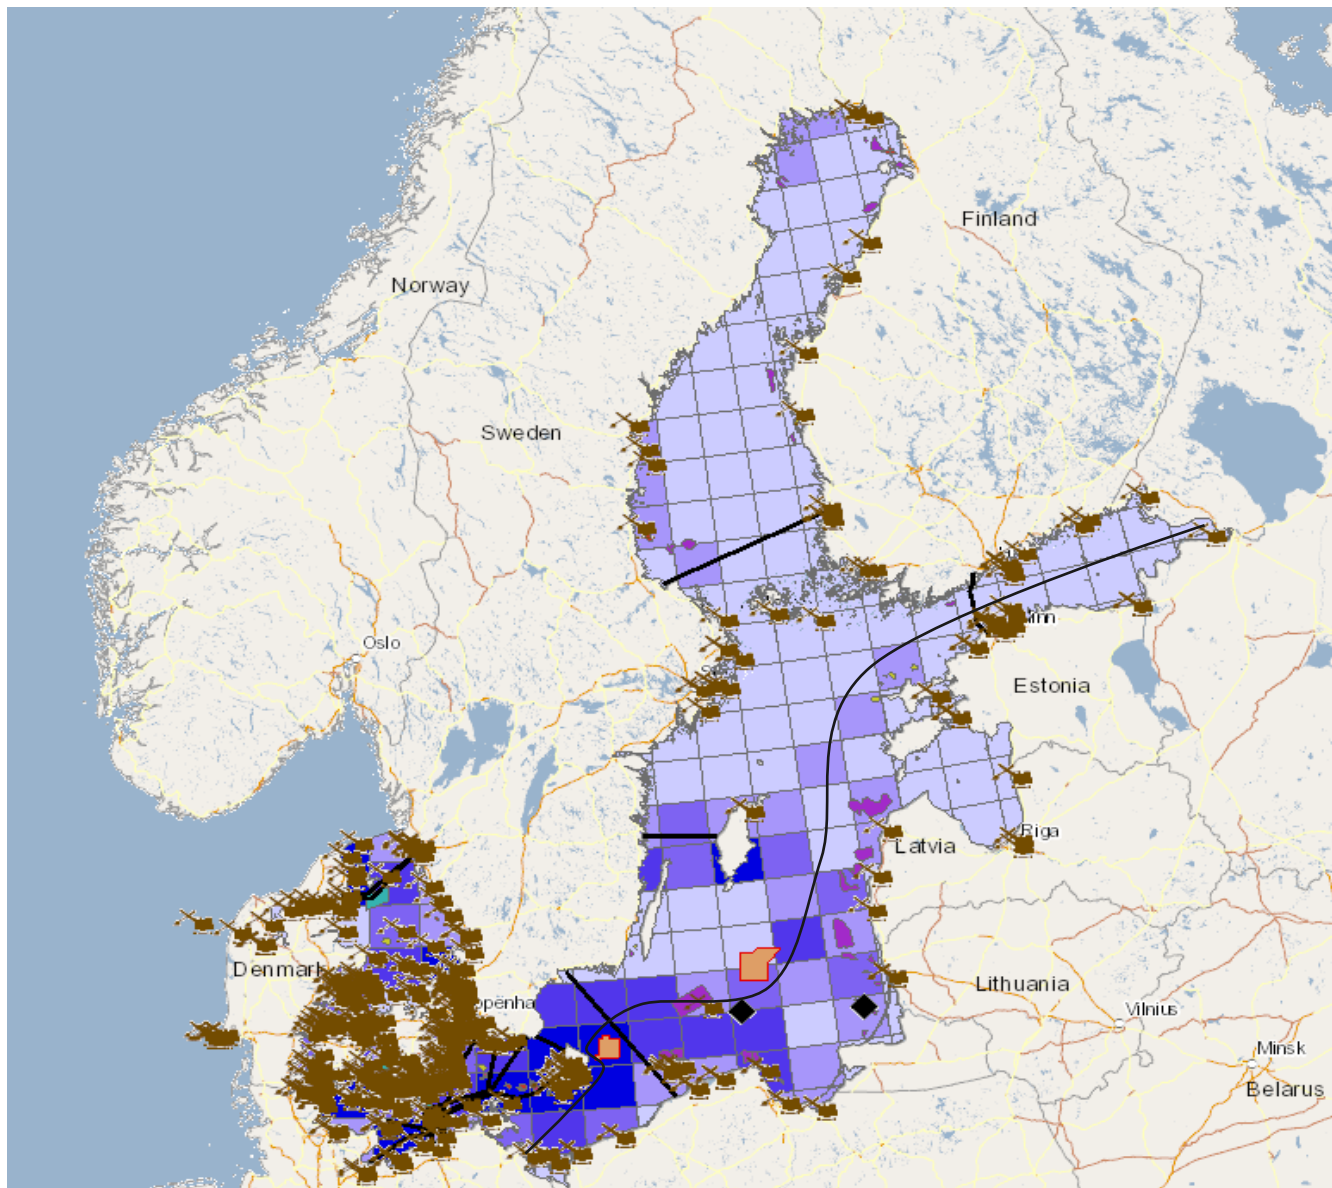 Finland
Norway
Sweden
Oslo
Estonia
Riga
Latvia
Denmark
Lithuania
Vilnius
Minsk
Belarus